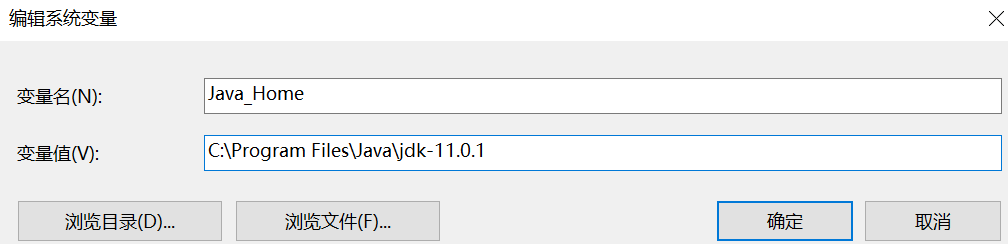 编辑系统变量
变量名(N):
Java_Home
变量值(V):
C:\Program Files\Java\jdk-11.0.1
浏览目录(D)... 浏览文件(F)... 确定 取消